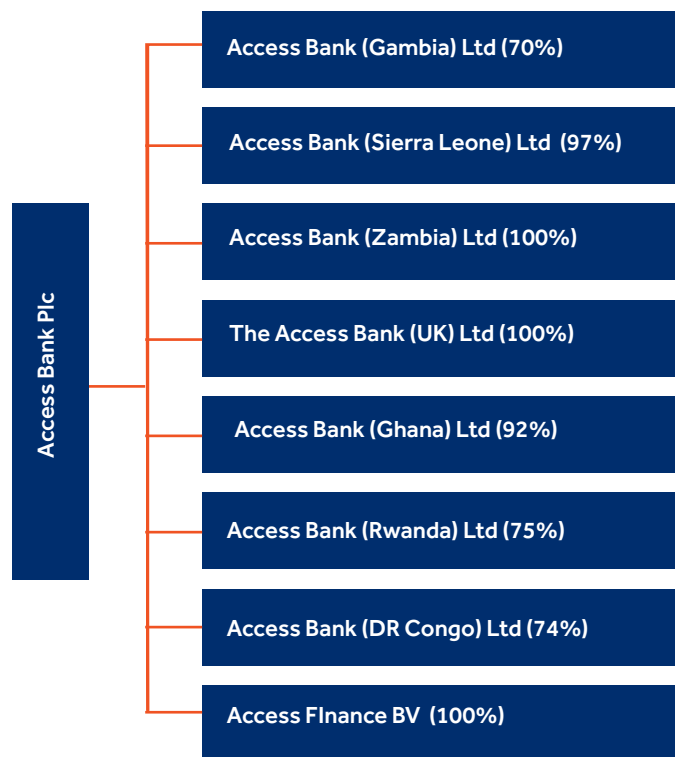 Access Bank Plc
Access Bank (Gambia) Ltd (70%)
Access Bank (Sierra Leone) Ltd (97%)
Access Bank (Zambia) Ltd (100%)
The Access Bank (UK) Ltd (100%)
Access Bank (Ghana) Ltd (92%)
Access Bank (Rwanda) Ltd (75%)
Access Bank (DR Congo) Ltd (74%)
Access FInance BV (100%)